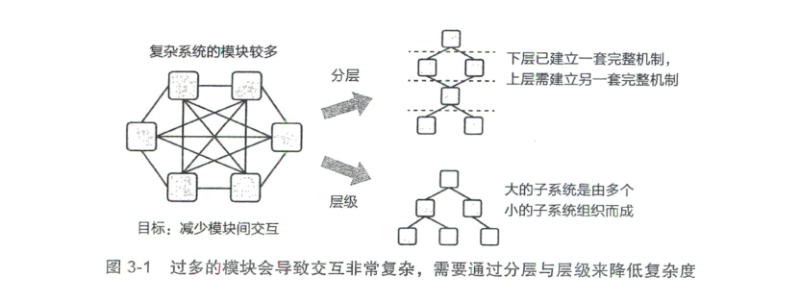 复杂系统的模块较多
目标：减少模块间交互
分层
层级
下层已建立一套完整机制，
上层需建立另一套完整机制
大的子系统是由多个
小的子系统组织而成
图 3-1 过多的模块会导致交互非常复杂，需要通过分层与层级来降低复杂度